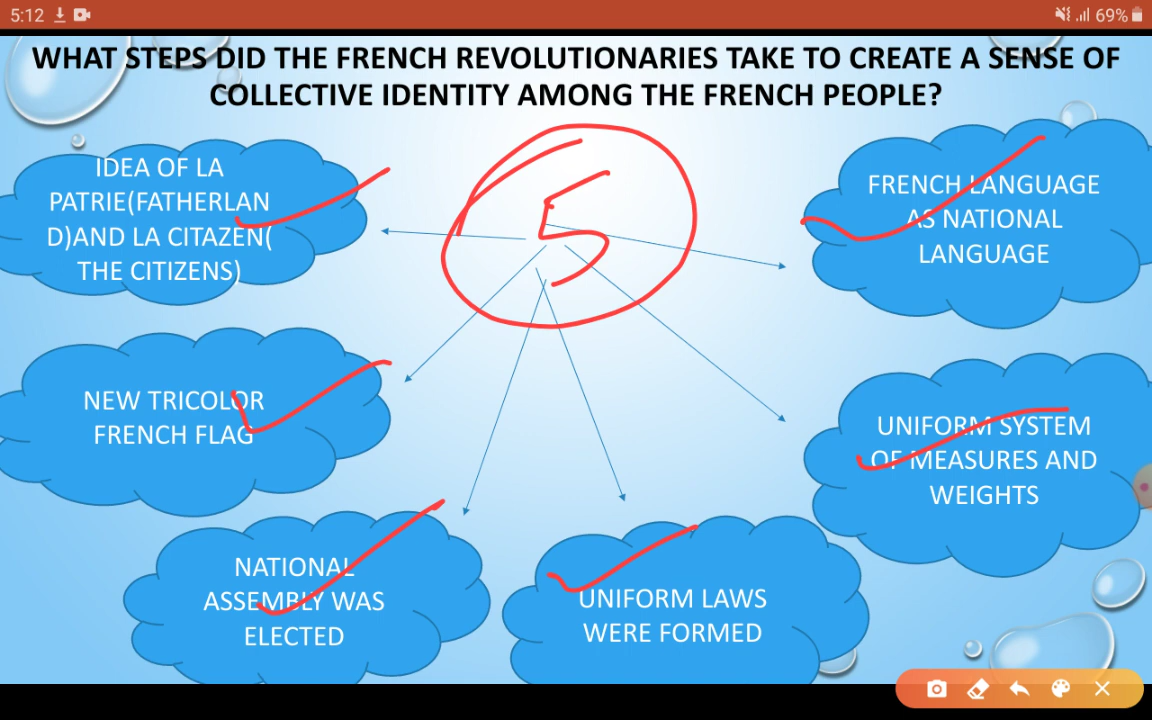 5:12
69%
WHAT STEPS DID THE FRENCH REVOLUTIONARIES TAKE TO CREATE A SENSE OF
COLLECTIVE IDENTITY AMONG THE FRENCH PEOPLE?
5
IDEA OF LA
PATRIE(FATHERLAN
D)AND LA CITAZEN(
THE CITIZENS)
FRENCH LANGUAGE
AS NATIONAL
LANGUAGE
NEW TRICOLOR
FRENCH FLAG
UNIFORM SYSTEM
OF MEASURES AND
WEIGHTS
NATIONAL
ASSEMBLY WAS
ELECTED
UNIFORM LAWS
WERE FORMED